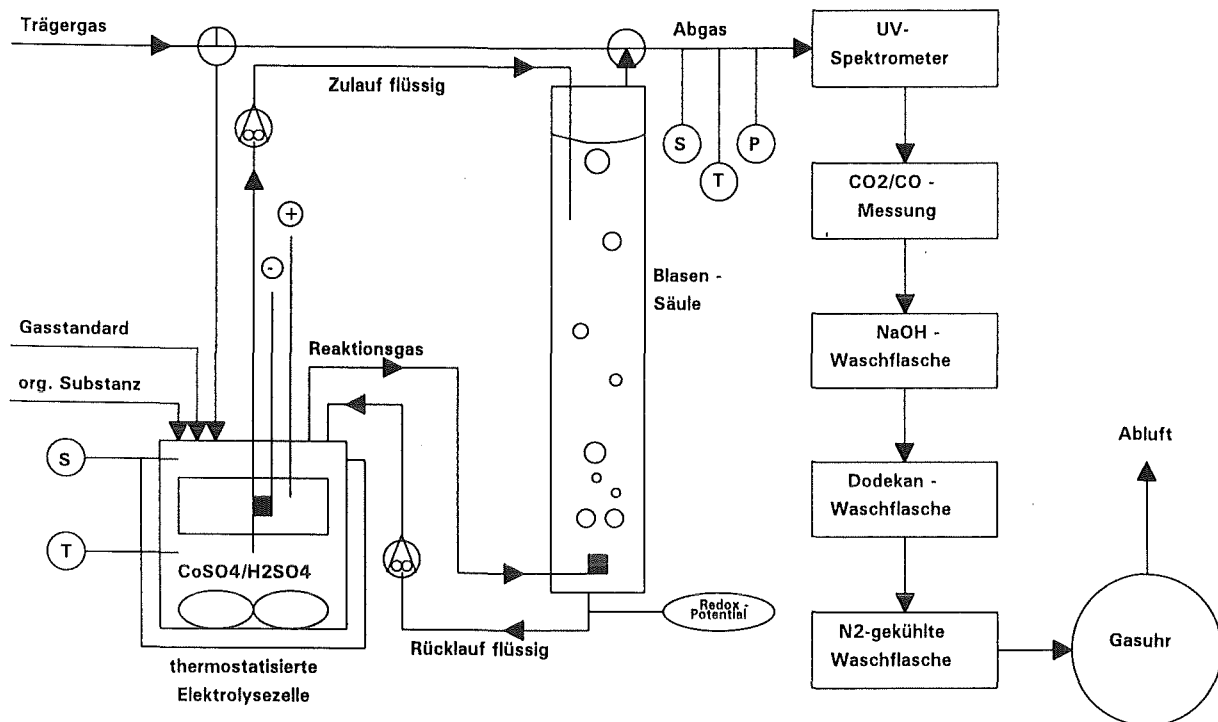 Trägergas
Zulauf flüssig
Abgas
UV-
Spektrometer
S
T
P
CO2/CO -
Messung
+
-
Blasen -
Säule
Gasstandard
org. Substanz
Reaktionsgas
NaOH -
Waschflasche
S
T
CoSO4/H2SO4
Dodekan -
Waschflasche
Abluft
Redox -
Potential
Rücklauf flüssig
N2-gekühlte
Waschflasche
Gasuhr
thermostatisierte
Elektrolysezelle